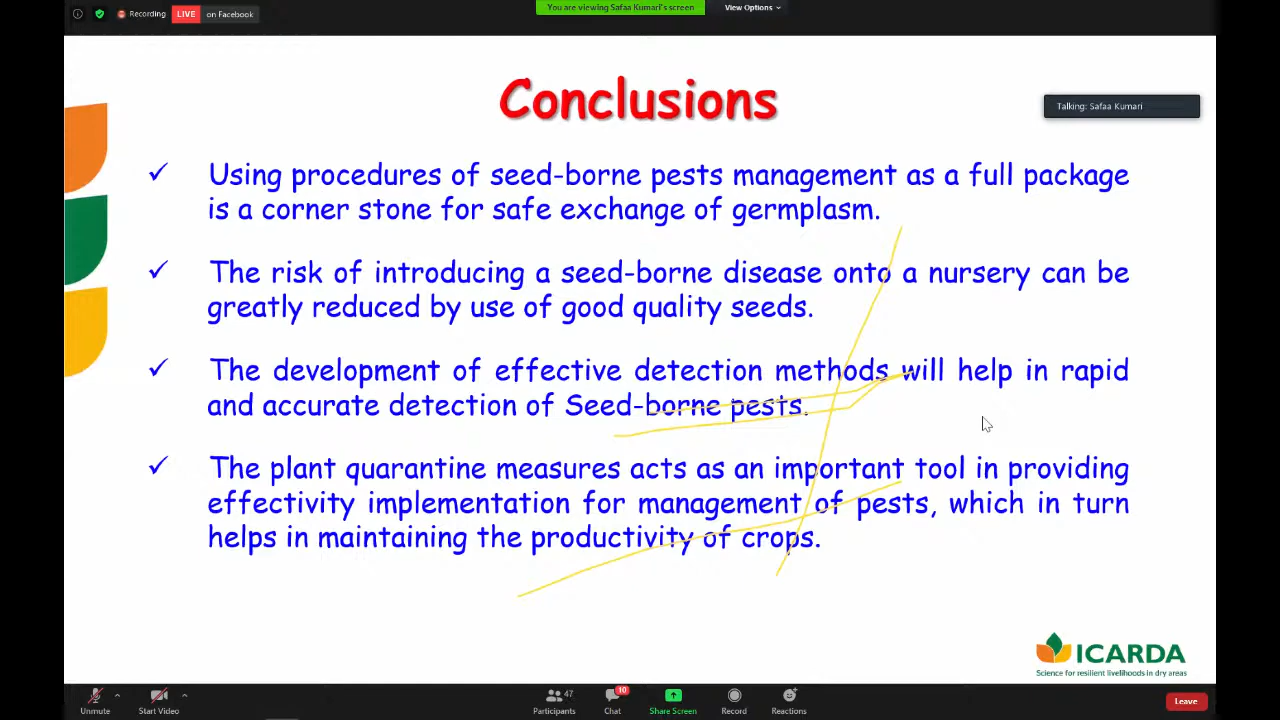 Recording LIVE on Facebook
You are viewing Safaa Kumari's screen View Options
Conclusions
Talking: Safaa Kumari
✓ Using procedures of seed-borne pests management as a full package
is a corner stone for safe exchange of germplasm.
✓ The risk of introducing a seed-borne disease onto a nursery can be
greatly reduced by use of good quality seeds.
✓ The development of effective detection methods will help in rapid
and accurate detection of Seed-borne pests.
✓ The plant quarantine measures acts as an important tool in providing
effectivity implementation for management of pests, which in turn
helps in maintaining the productivity of crops.
ICARDA
Science for resilient livelihoods in dry areas
47
10
Unmute Start Video Participants Chat Share Screen Record Reactions Leave